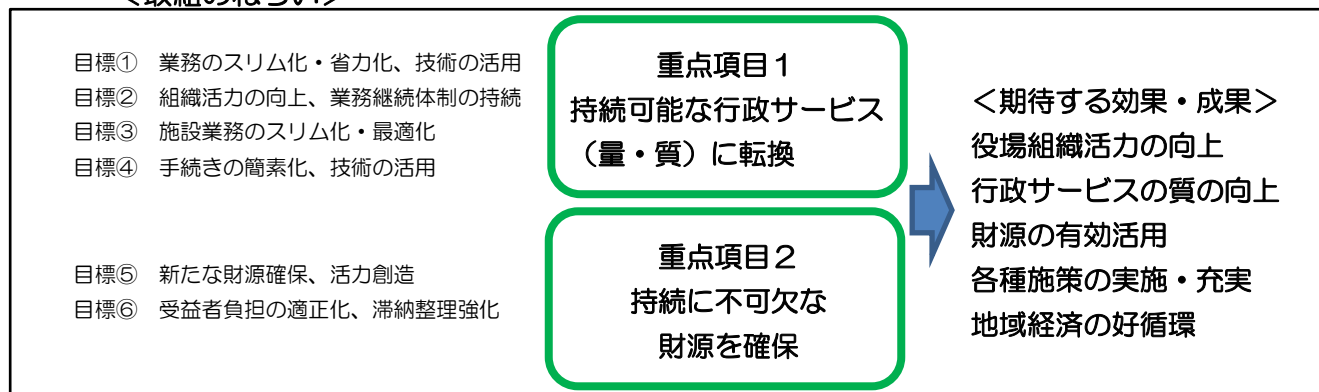 <取組のねらい>
目標① 業務のスリム化・省力化、技術の活用
目標② 組織活力の向上、業務継続体制の持続
目標③ 施設業務のスリム化・最適化
目標④ 手続きの簡素化、技術の活用
目標⑤ 新たな財源確保、活力創造
目標⑥ 受益者負担の適正化、滞納整理強化
重点項目1
持続可能な行政サービス
(量・質)に転換
重点項目2
持続に不可欠な
財源を確保
<期待する効果・成果>
役場組織活力の向上
行政サービスの質の向上
財源の有効活用
各種施策の実施・充実
地域経済の好循環